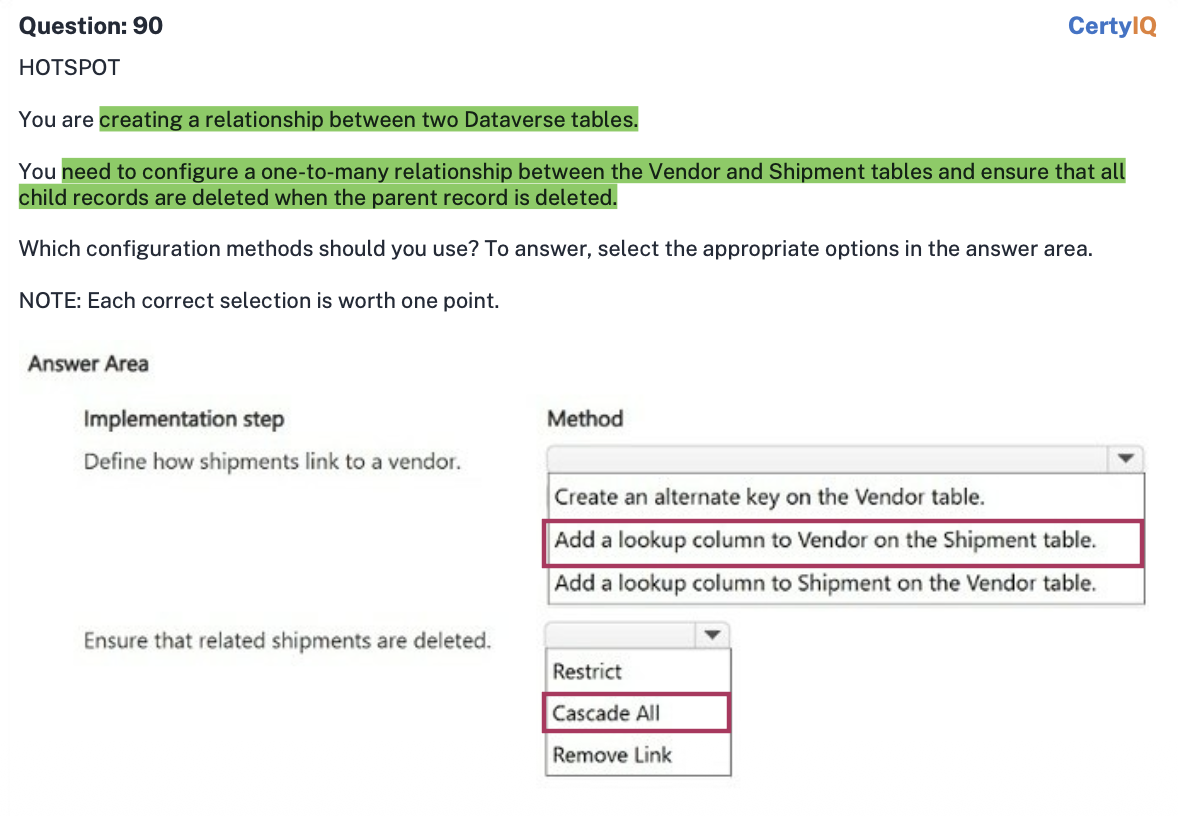 Question: 90
CertyIQ
HOTSPOT
You are creating a relationship between two Dataverse tables.
You need to configure a one-to-many relationship between the Vendor and Shipment tables and ensure that all
child records are deleted when the parent record is deleted.
Which configuration methods should you use? To answer, select the appropriate options in the answer area.
NOTE: Each correct selection is worth one point.
Answer Area
Implementation step
Method
Define how shipments link to a vendor.
Create an alternate key on the Vendor table.
Add a lookup column to Vendor on the Shipment table.
Add a lookup column to Shipment on the Vendor table.
Ensure that related shipments are deleted.
Restrict
Cascade All
Remove Link